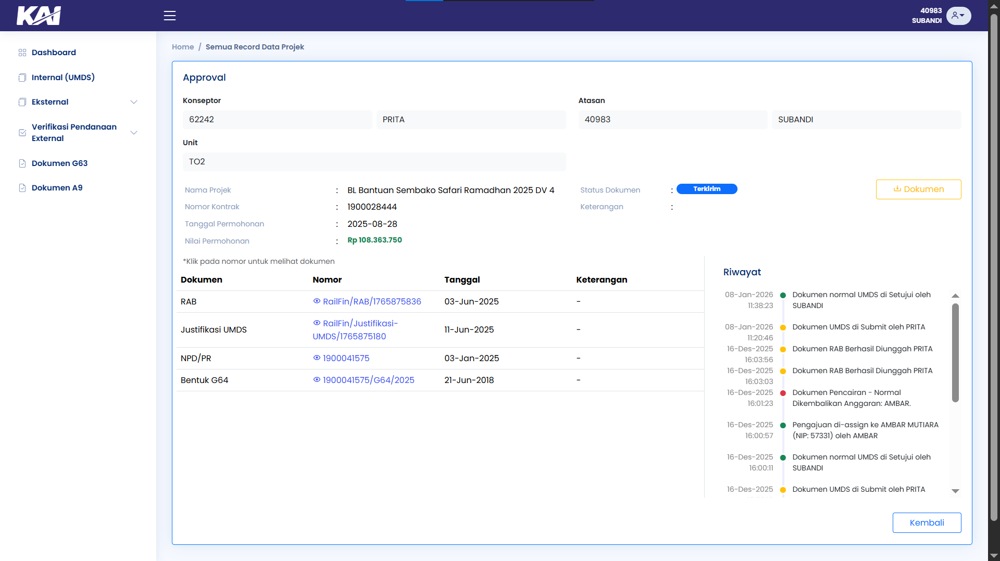 KAI
40983
SUBANDI
Dashboard
Internal (UMDS)
Eksternal
Verifikasi Pendanaan
External
Dokumen G63
Dokumen A9
Home / Semua Record Data Projek
Approval
Konseptor
Atasan
62242
PRITA
40983
SUBANDI
Unit
TO2
Nama Projek : BL Bantuan Sembako Safari Ramadhan 2025 DV 4
Nomor Kontrak : 1900028444
Tanggal Permohonan : 2025-08-28
Nilai Permohonan : Rp 108.363.750
Status Dokumen : Terkirim
Keterangan :
Dokumen
*Klik pada nomor untuk melihat dokumen
Dokumen Nomor Tanggal Keterangan
RAB RailFin/RAB/1765875836 03-Jun-2025 -
Justifikasi UMDS RailFin/Justifikasi-
UMDS/1765875180 11-Jun-2025 -
NPD/PR 1900041575 03-Jan-2025 -
Bentuk G64 1900041575/G64/2025 21-Jun-2018 -
Riwayat
08-Jan-2026 Dokumen normal UMDS di Setujui oleh
11:38:23 SUBANDI
08-Jan-2026 Dokumen UMDS di Submit oleh PRITA
11:20:46
16-Des-2025 Dokumen RAB Berhasil Diunggah PRITA
16:03:56
16-Des-2025 Dokumen RAB Berhasil Diunggah PRITA
16:03:03
16-Des-2025 Dokumen Pencairan - Normal
16:01:23 Dikembalikan Anggaran: AMBAR.
16-Des-2025 Pengajuan di-assign ke AMBAR MUTIARA
16:00:57 (NIP: 57331) oleh AMBAR
16-Des-2025 Dokumen normal UMDS di Setujui oleh
16:00:11 SUBANDI
16-Des-2025 Dokumen UMDS di Submit oleh PRITA
Kembali